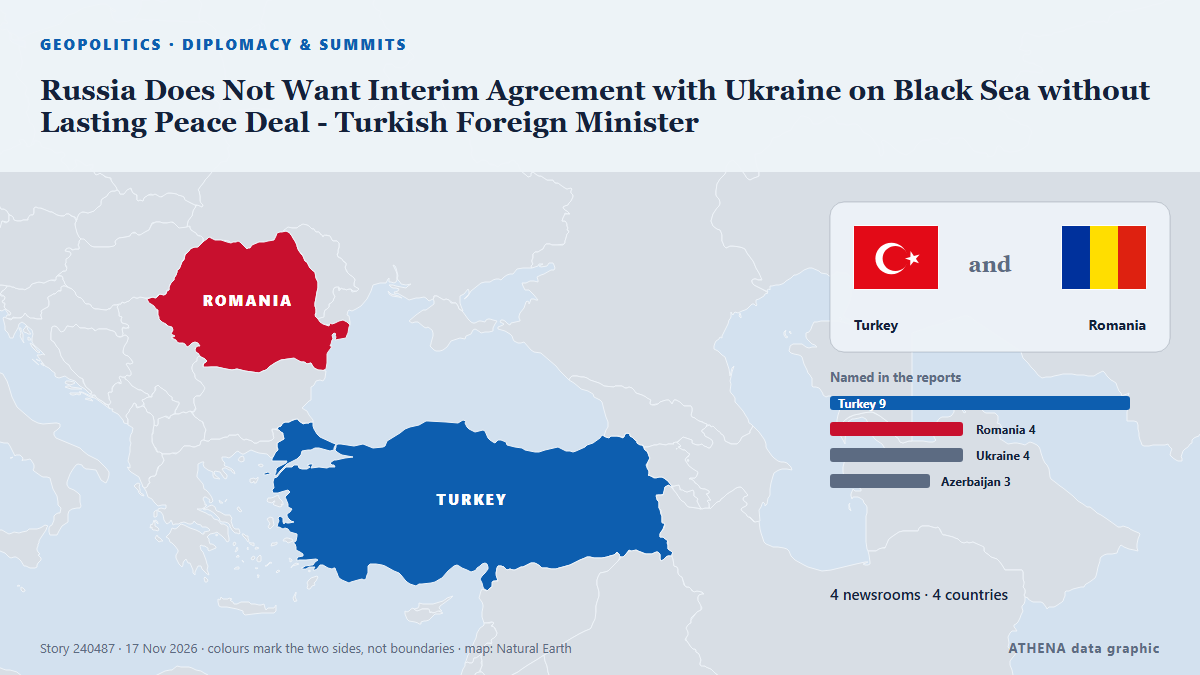 GEOPOLITICS · DIPLOMACY & SUMMITS
Russia Does Not Want Interim Agreement with Ukraine on Black Sea without
Lasting Peace Deal - Turkish Foreign Minister
ROMANIA
TURKEY
and
Turkey
Romania
Named in the reports
Turkey 9
Romania 4
Ukraine 4
Azerbaijan 3
4 newsrooms · 4 countries
Story 240487 · 17 Nov 2026 · colours mark the two sides, not boundaries · map: Natural Earth
ATHENA data graphic